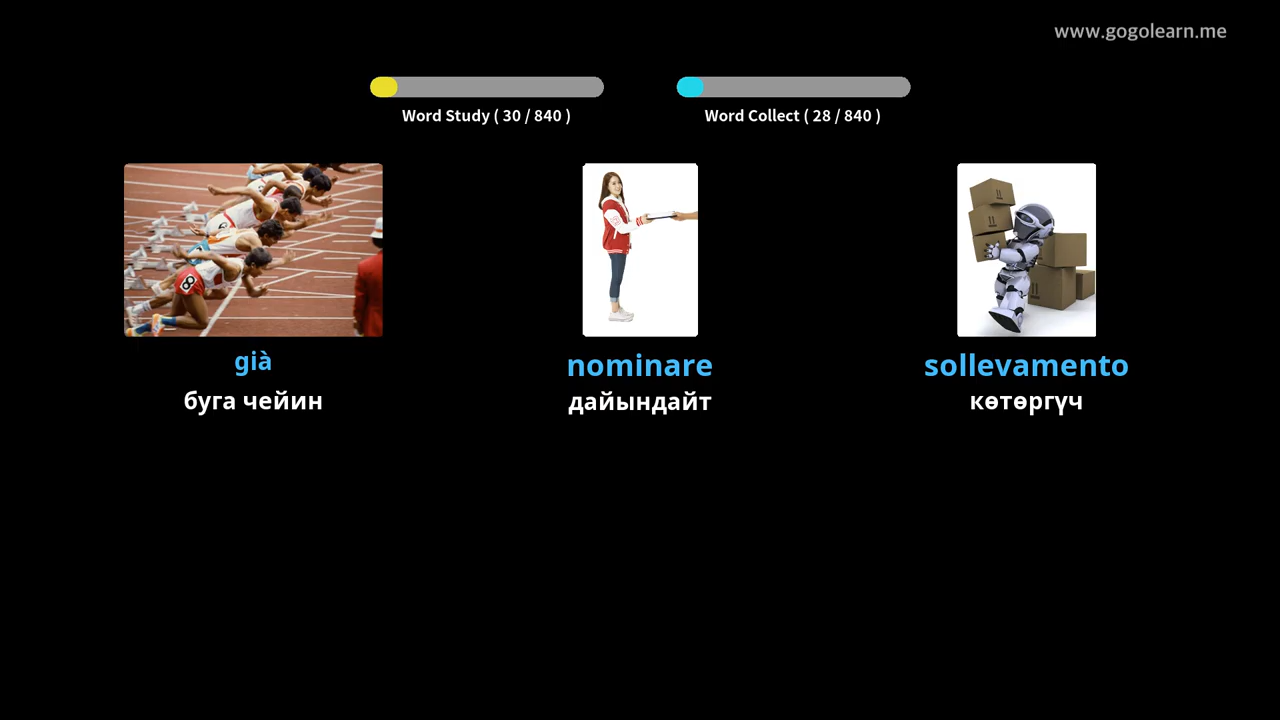 www.gogolearn.me
Word Study ( 30 / 840 )
Word Collect ( 28 / 840 )
già
nominare
sollevamento
буга чейин
дайындайт
көтөргүч